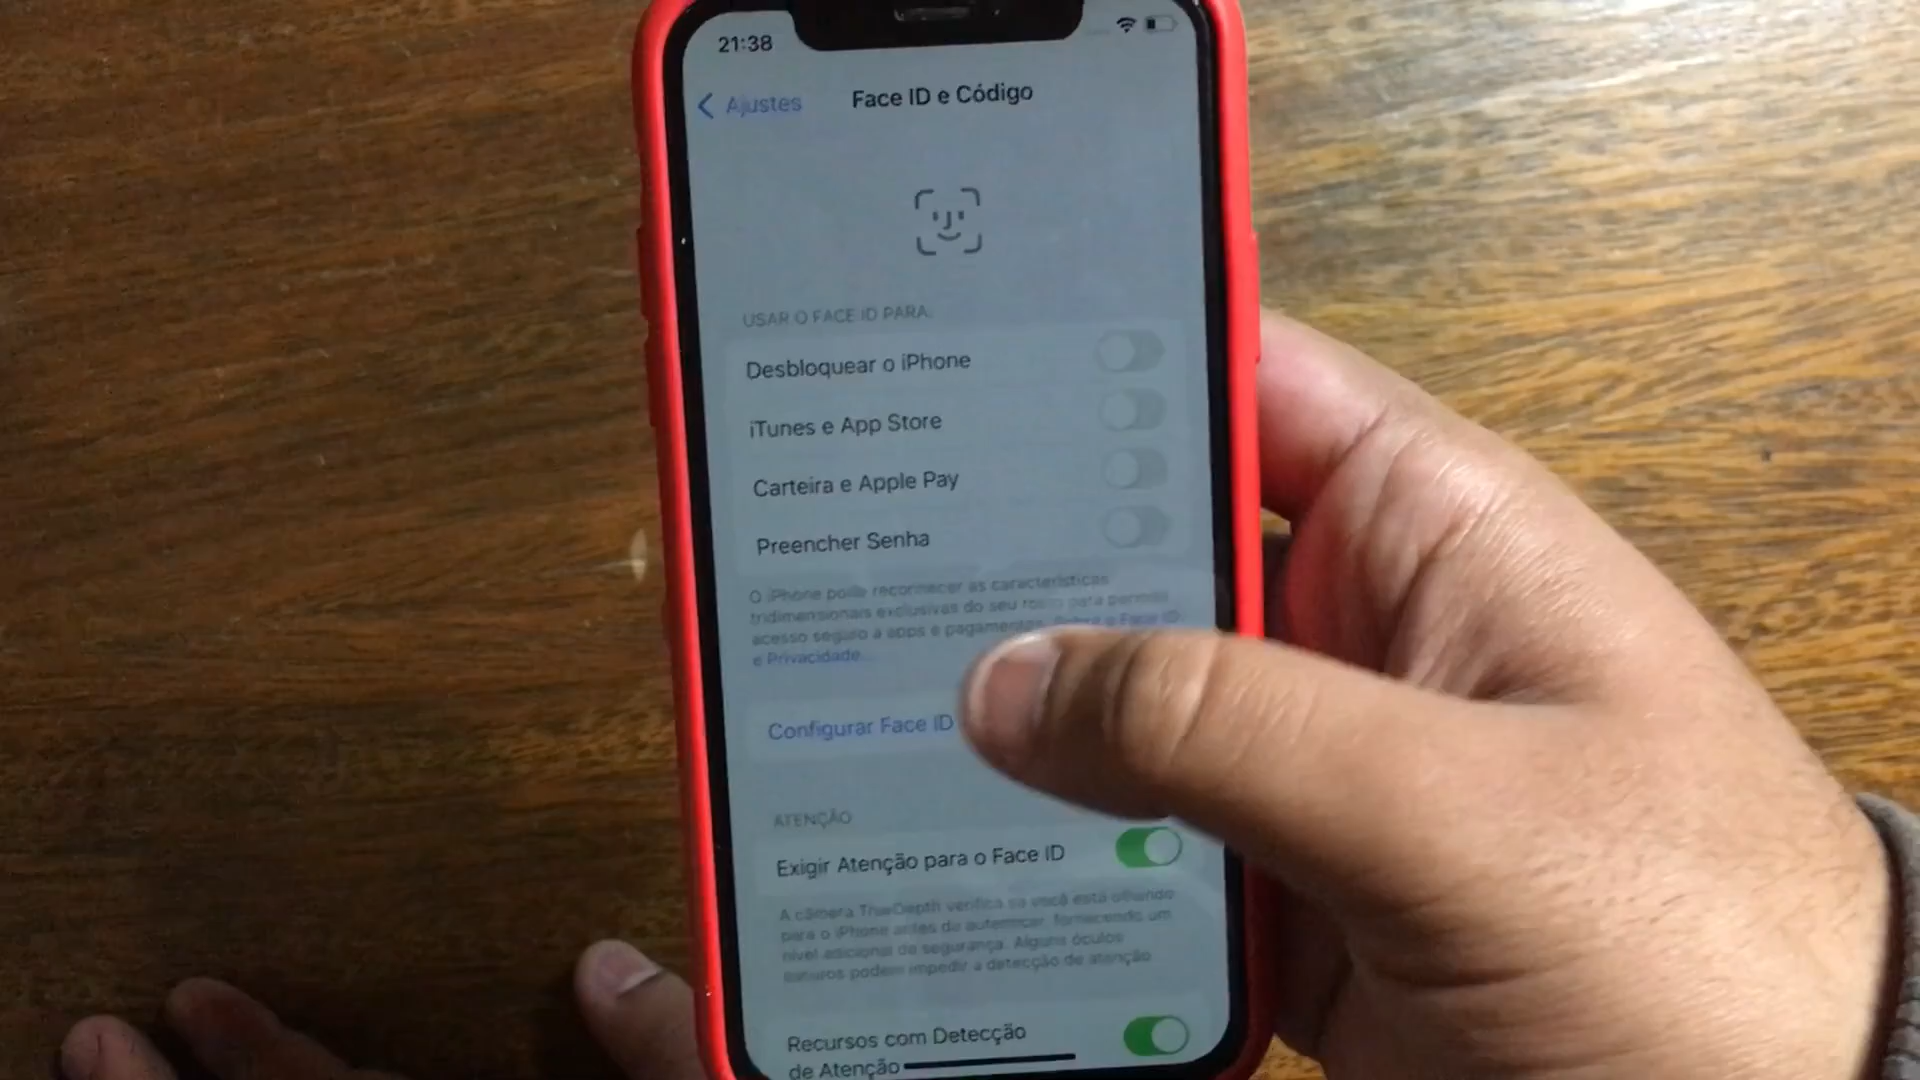 21:38
Ajustes
Face ID e Código
USAR O FACE ID PARA:
Desbloquear o iPhone
iTunes e App Store
Carteira e Apple Pay
Preencher Senha
O iPhone pode reconhecer as características
tridimensionais exclusivas do seu rosto para permitir
acesso seguro a apps e pagamentos. Sobre o Face ID
e Privacidade...
Configurar Face ID
ATENÇÃO
Exigir Atenção para o Face ID
A câmera TrueDepth verifica se você está olhando
para o iPhone antes de autenticar, fornecendo um
nível adicional de segurança. Alguns óculos
escuros podem impedir a detecção de atenção.
Recursos com Detecção
de Atenção